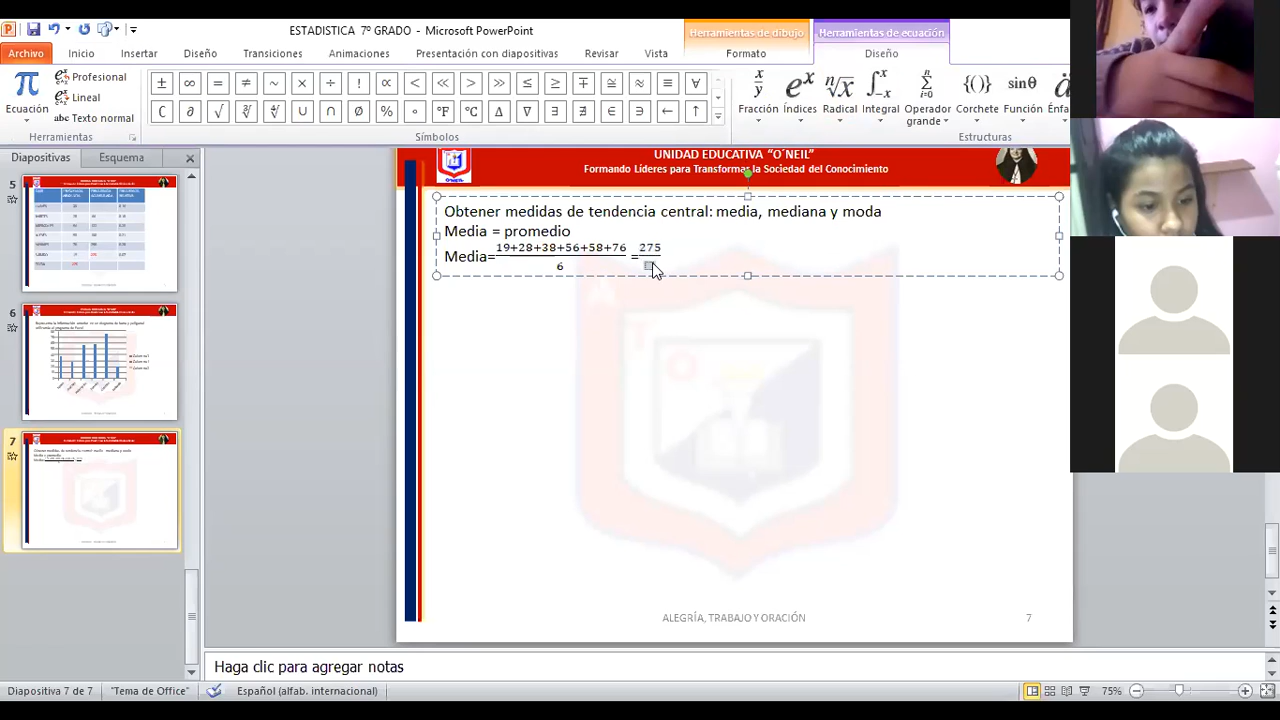 ESTADISTICA 7º GRADO - Microsoft PowerPoint
Herramientas de dibujo
Herramientas de ecuación
Archivo
Inicio
Insertar
Diseño
Transiciones
Animaciones
Presentación con diapositivas
Revisar
Vista
Formato
Diseño
Ecuación
Profesional
Lineal
abc Texto normal
Herramientas
± ∞ = ≠ ~ × ÷ ! ∝ < ≪ > ≫ ≤ ≥ ∓ ≅ ≈ ≡ ∀
∁ ∂ √ ∛ ∜ ∪ ∩ ∅ % ° °F °C ∆ ∇ ∃ ∄ ∈ ∋ ← ↑
Símbolos
Fracción
Índices
Radical
Integral
Operador grande
Corchete
Función
Estructuras
Diapositivas
Esquema
5
6
7
UNIDAD EDUCATIVA "O´NEIL"
Formando Líderes para Transformar la Sociedad del Conocimiento
Obtener medidas de tendencia central: media, mediana y moda
Media = promedio
19+28+38+56+58+76 275
Media= =
6
ALEGRÍA, TRABAJO Y ORACIÓN
7
Haga clic para agregar notas
Diapositiva 7 de 7
"Tema de Office"
Español (alfab. internacional)
75%